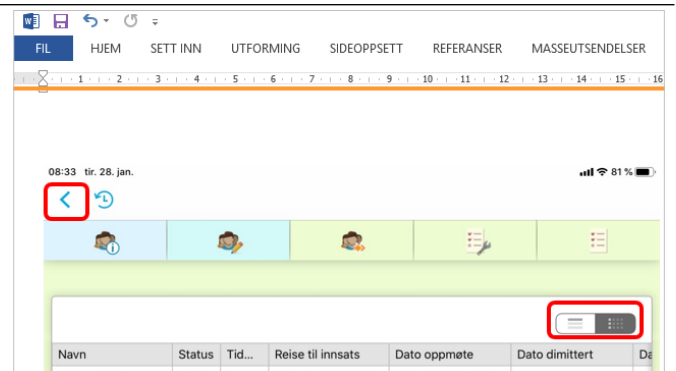 FIL HJEM SETT INN UTFORMING SIDEOPPSETT REFERANSER MASSEUTSENDELSER
1 2 3 4 5 6 7 8 9 10 11 12 13 14 15 16
08:33 tir. 28. jan. 81 %
Navn Status Tid... Reise til innsats Dato oppmøte Dato dimittert Da